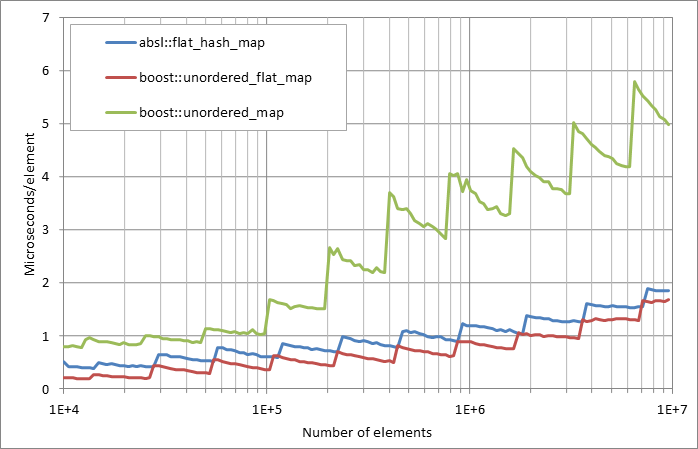 7
6
5
4
3
2
1
0
Microseconds/element
absl::flat_hash_map
boost::unordered_flat_map
boost::unordered_map
1E+4 1E+5 1E+6 1E+7
Number of elements